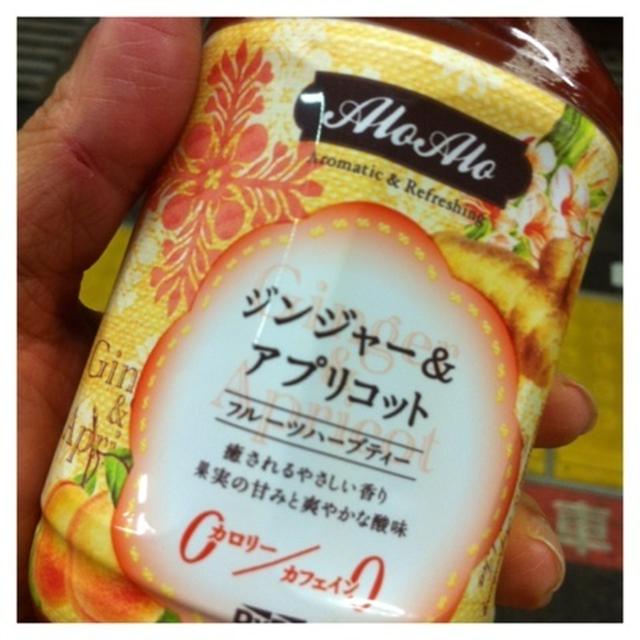 AloAlo
Aromatic & Refreshing
Ginger
&
Apricot
ジンジャー&
アプリコット
フルーツハーブティー
癒されるやさしい香り
果実の甘みと爽やかな酸味
0カロリー/カフェイン0
Gin
&
Apri
車